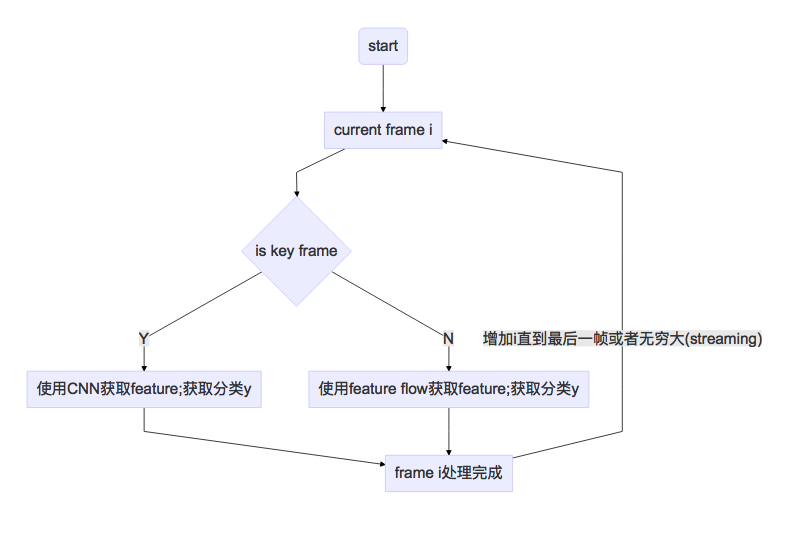 start
current frame i
is key frame
Y
N
增加i直到最后一帧或者无穷大(streaming)
使用CNN获取feature;获取分类y
使用feature flow获取feature;获取分类y
frame i处理完成